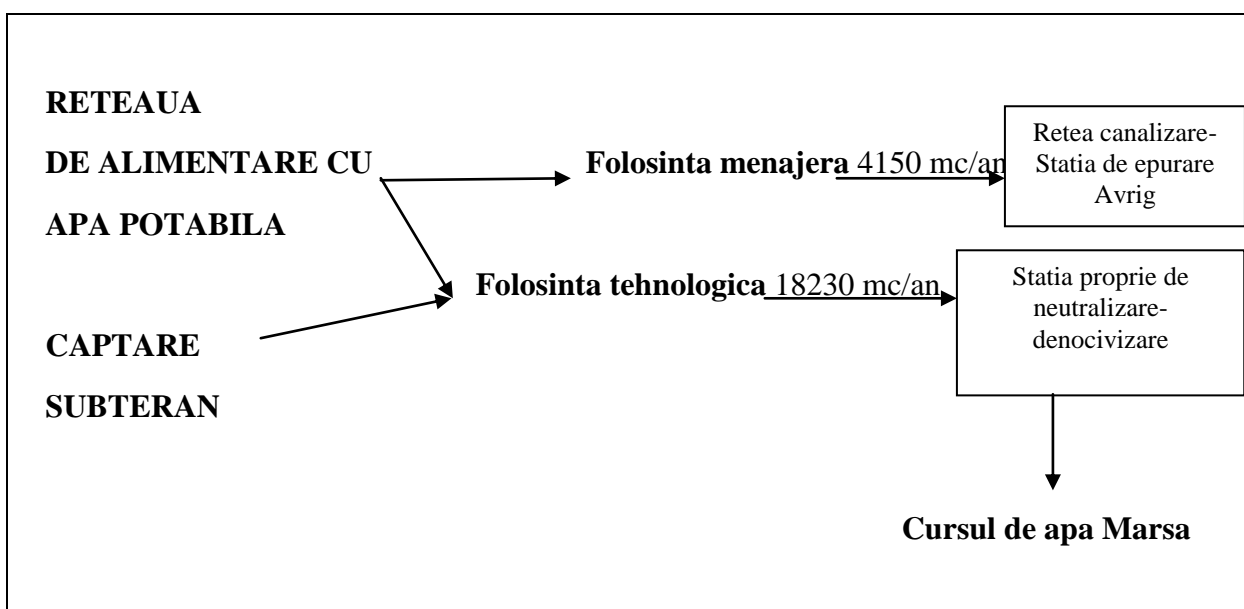 RETEAUA
DE ALIMENTARE CU
APA POTABILA
Folosinta menajera 4150 mc/an
Retea canalizare-
Statia de epurare
Avrig
Folosinta tehnologica 18230 mc/an
Statia proprie de
neutralizare-
denocivizare
CAPTARE
SUBTERAN
Cursul de apa Marsa